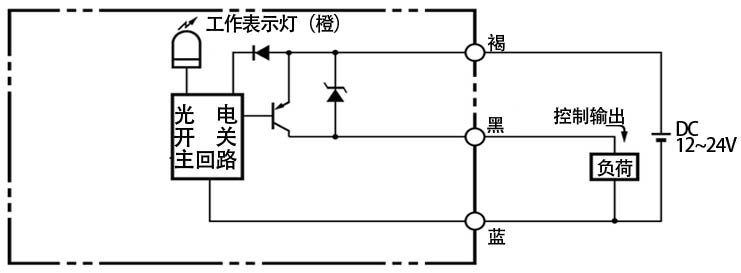 工作表示灯（橙）
褐
光 电
开 关
主回路
控制输出
黑
DC
12~24V
负荷
蓝